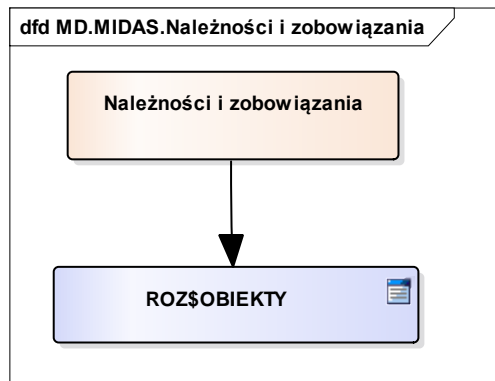 dfd MD.MIDAS.Należności i zobowiązania
Należności i zobowiązania
ROZ$OBIEKTY